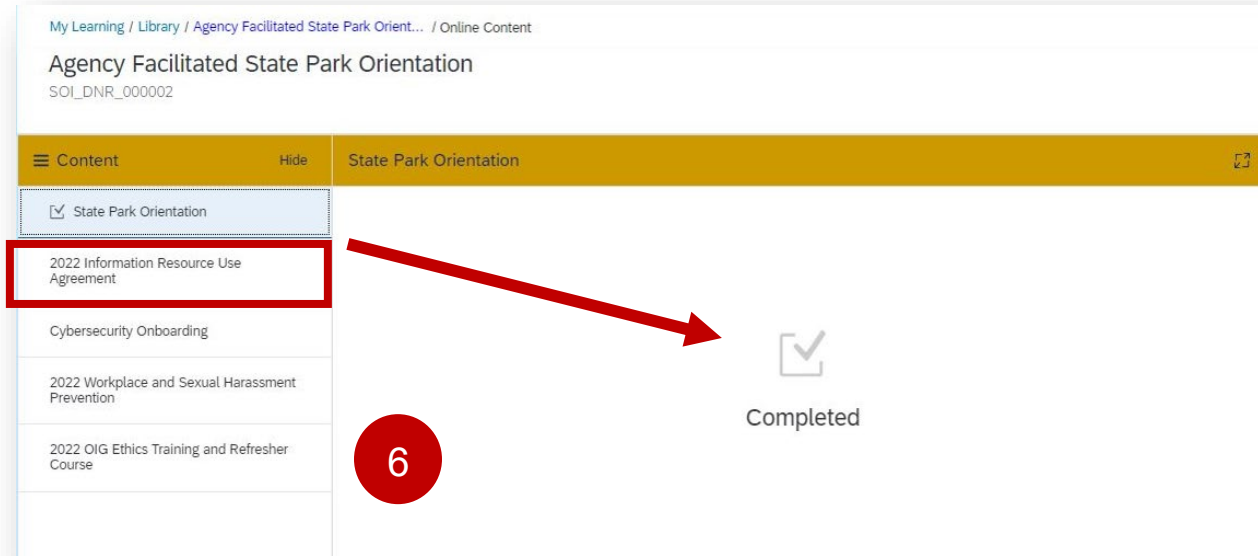 My Learning / Library / Agency Facilitated State Park Orient... / Online Content
Agency Facilitated State Park Orientation
SOI_DNR_000002
Content Hide
State Park Orientation
State Park Orientation
2022 Information Resource Use
Agreement
Cybersecurity Onboarding
2022 Workplace and Sexual Harassment
Prevention
2022 OIG Ethics Training and Refresher
Course
Completed
6